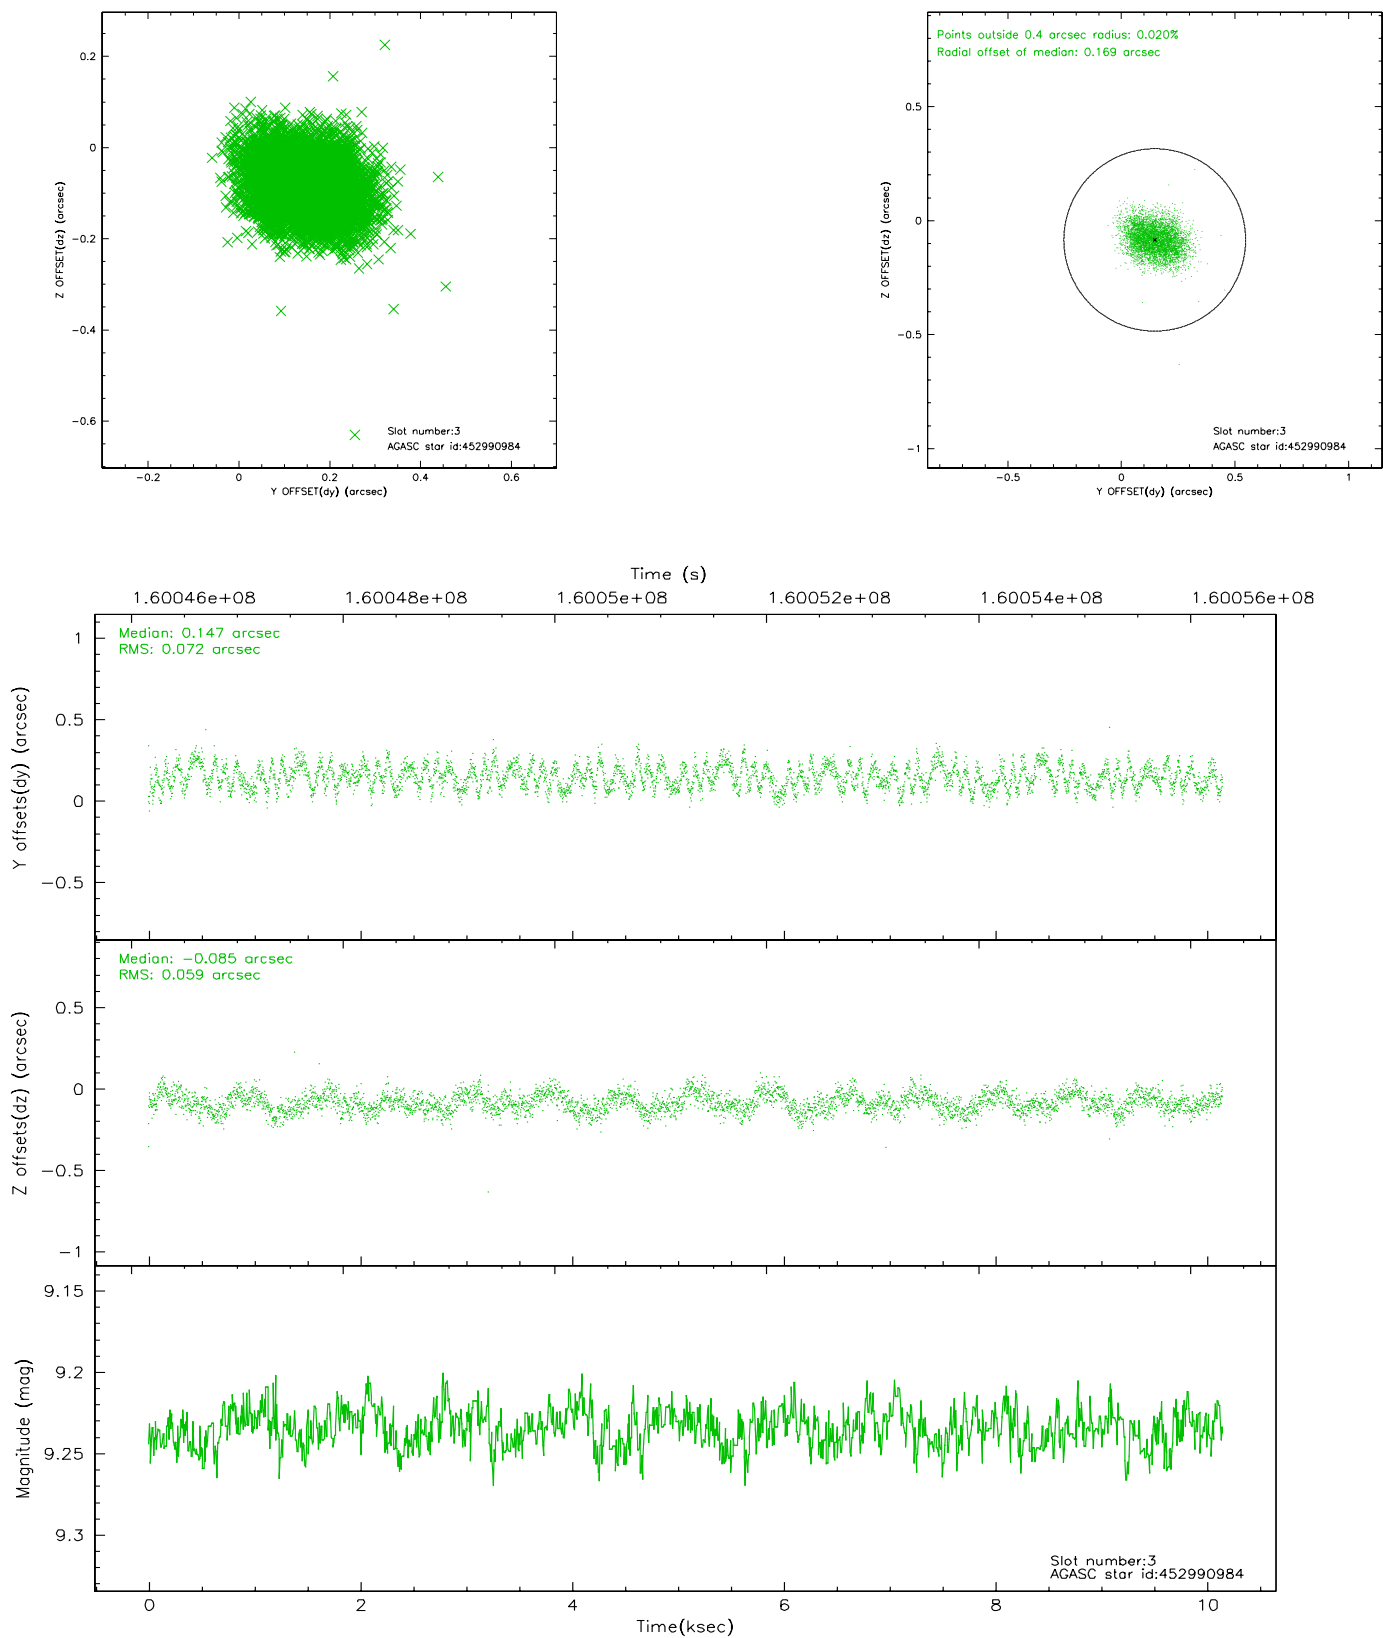 0.2
0
−0.2
−0.4
−0.6
Z OFFSET(dz) (arcsec)
Slot number:3
AGASC star id:452990984
−0.2 0 0.2 0.4 0.6
Y OFFSET(dy) (arcsec)
Points outside 0.4 arcsec radius: 0.020%
Radial offset of median: 0.169 arcsec
0.5
0
−0.5
−1
Z OFFSET(dz) (arcsec)
Slot number:3
AGASC star id:452990984
−0.5 0 0.5 1
Y OFFSET(dy) (arcsec)
Time (s)
1.60046e+08 1.60048e+08 1.6005e+08 1.60052e+08 1.60054e+08 1.60056e+08
Median: 0.147 arcsec
RMS: 0.072 arcsec
1
0.5
0
−0.5
Y offsets(dy) (arcsec)
Median: −0.085 arcsec
RMS: 0.059 arcsec
0.5
0
−0.5
−1
Z offsets(dz) (arcsec)
9.15
9.2
9.25
9.3
Magnitude (mag)
Slot number:3
AGASC star id:452990984
0 2 4 6 8 10
Time(ksec)